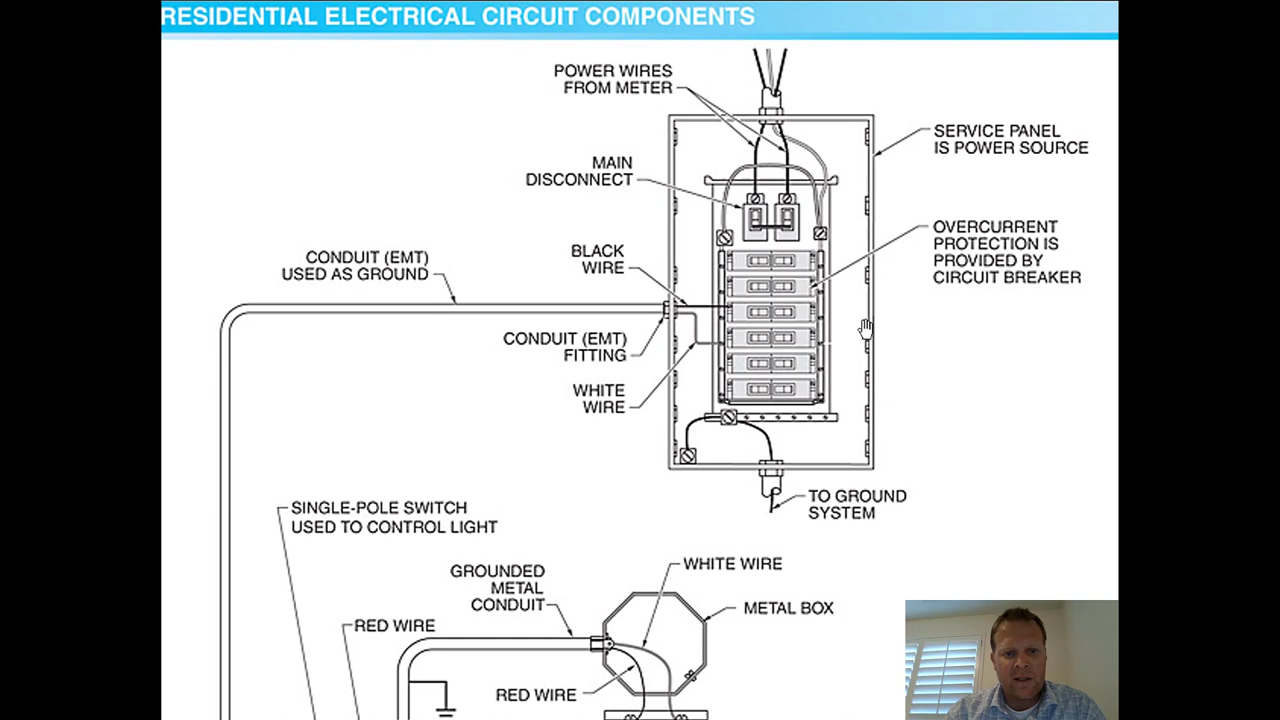 RESIDENTIAL ELECTRICAL CIRCUIT COMPONENTS
POWER WIRES
FROM METER
SERVICE PANEL
IS POWER SOURCE
MAIN
DISCONNECT
OVERCURRENT
PROTECTION IS
PROVIDED BY
CIRCUIT BREAKER
BLACK
WIRE
CONDUIT (EMT)
USED AS GROUND
CONDUIT (EMT)
FITTING
WHITE
WIRE
TO GROUND
SYSTEM
SINGLE-POLE SWITCH
USED TO CONTROL LIGHT
WHITE WIRE
GROUNDED
METAL
CONDUIT
METAL BOX
RED WIRE
RED WIRE